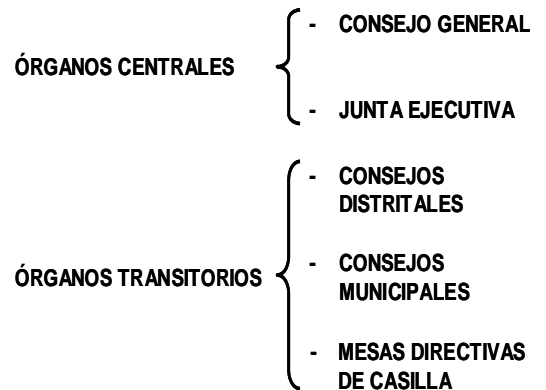 - CONSEJO GENERAL
ÓRGANOS CENTRALES
- JUNTA EJECUTIVA
- CONSEJOS
DISTRITALES
ÓRGANOS TRANSITORIOS
- CONSEJOS
MUNICIPALES
- MESAS DIRECTIVAS
DE CASILLA